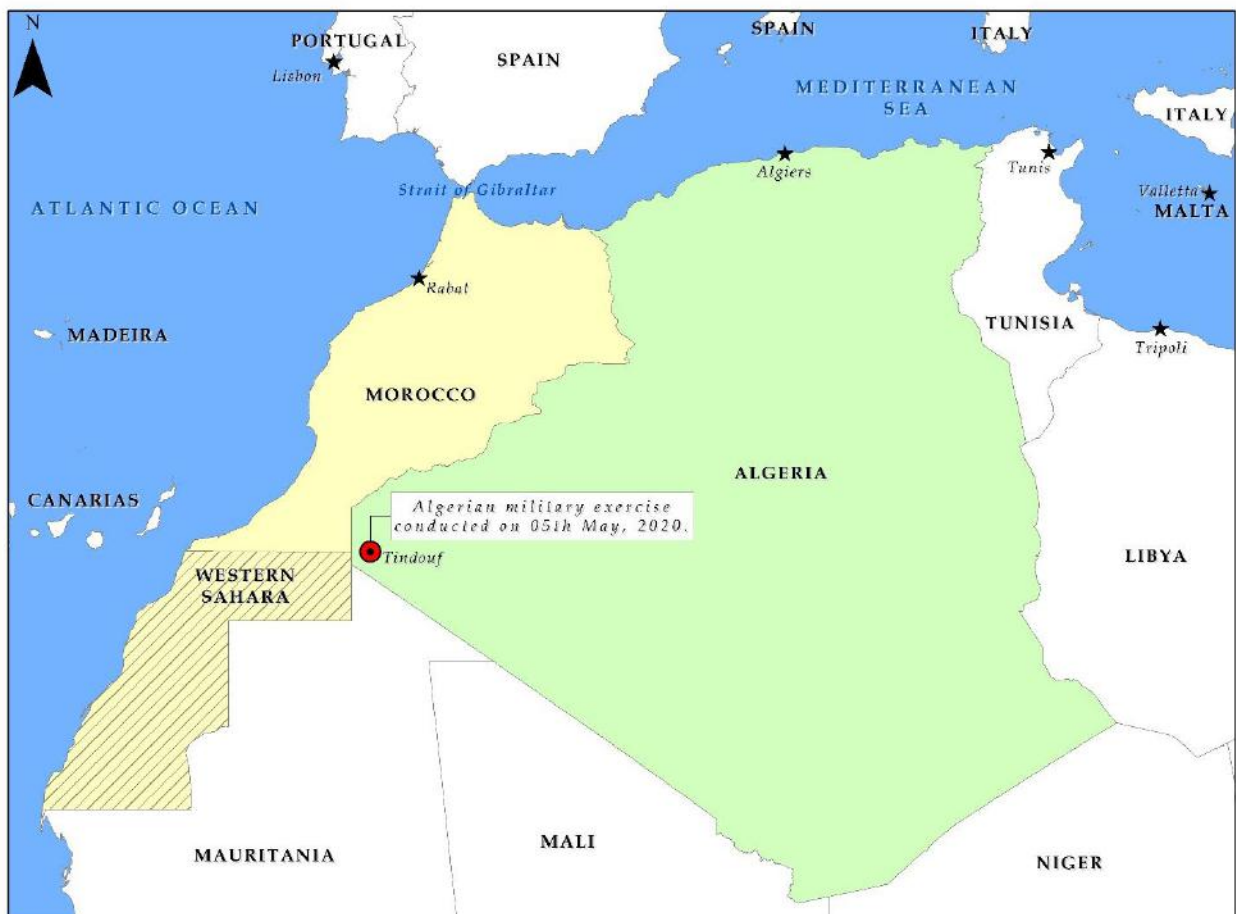 N
PORTUGAL
Lisbon
SPAIN
SPAIN
ITALY
MEDITERRANEAN
SEA
ITALY
Algiers
Tunis
Valletta
MALTA
Strait of Gibraltar
ATLANTIC OCEAN
Rabat
MADEIRA
TUNISIA
Tripoli
MOROCCO
ALGERIA
CANARIAS
Algerian military exercise
conducted on 05th May, 2020.
Tindouf
LIBYA
WESTERN
SAHARA
MAURITANIA
MALI
NIGER